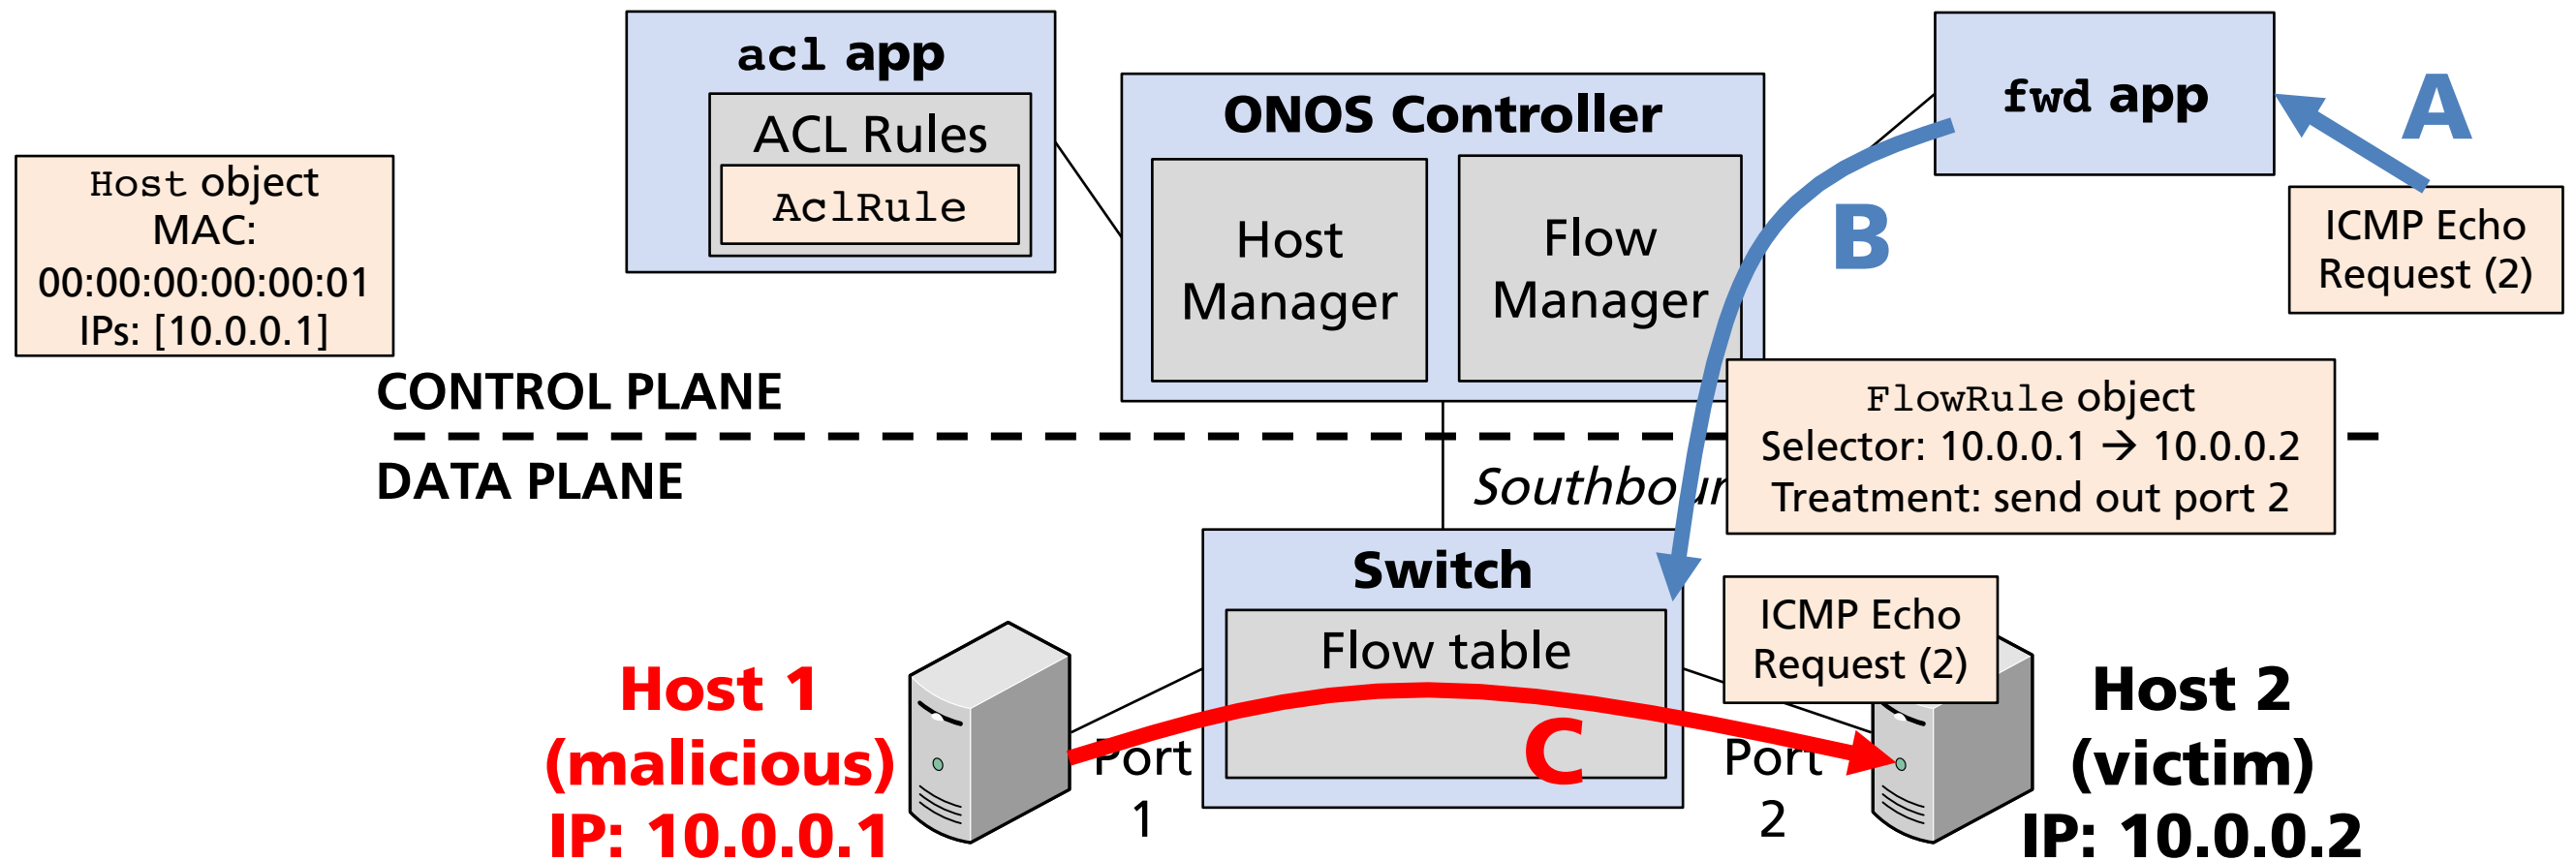 acl app
ACL Rules
AclRule
Host object
MAC:
00:00:00:00:00:01
IPs: [10.0.0.1]
ONOS Controller
Host
Manager
Flow
Manager
fwd app
A
B
ICMP Echo
Request (2)
CONTROL PLANE
DATA PLANE
FlowRule object
Selector: 10.0.0.1 → 10.0.0.2
Treatment: send out port 2
Switch
Flow table
C
ICMP Echo
Request (2)
Host 1
(malicious)
IP: 10.0.0.1
Port
1
Port
2
Host 2
(victim)
IP: 10.0.0.2